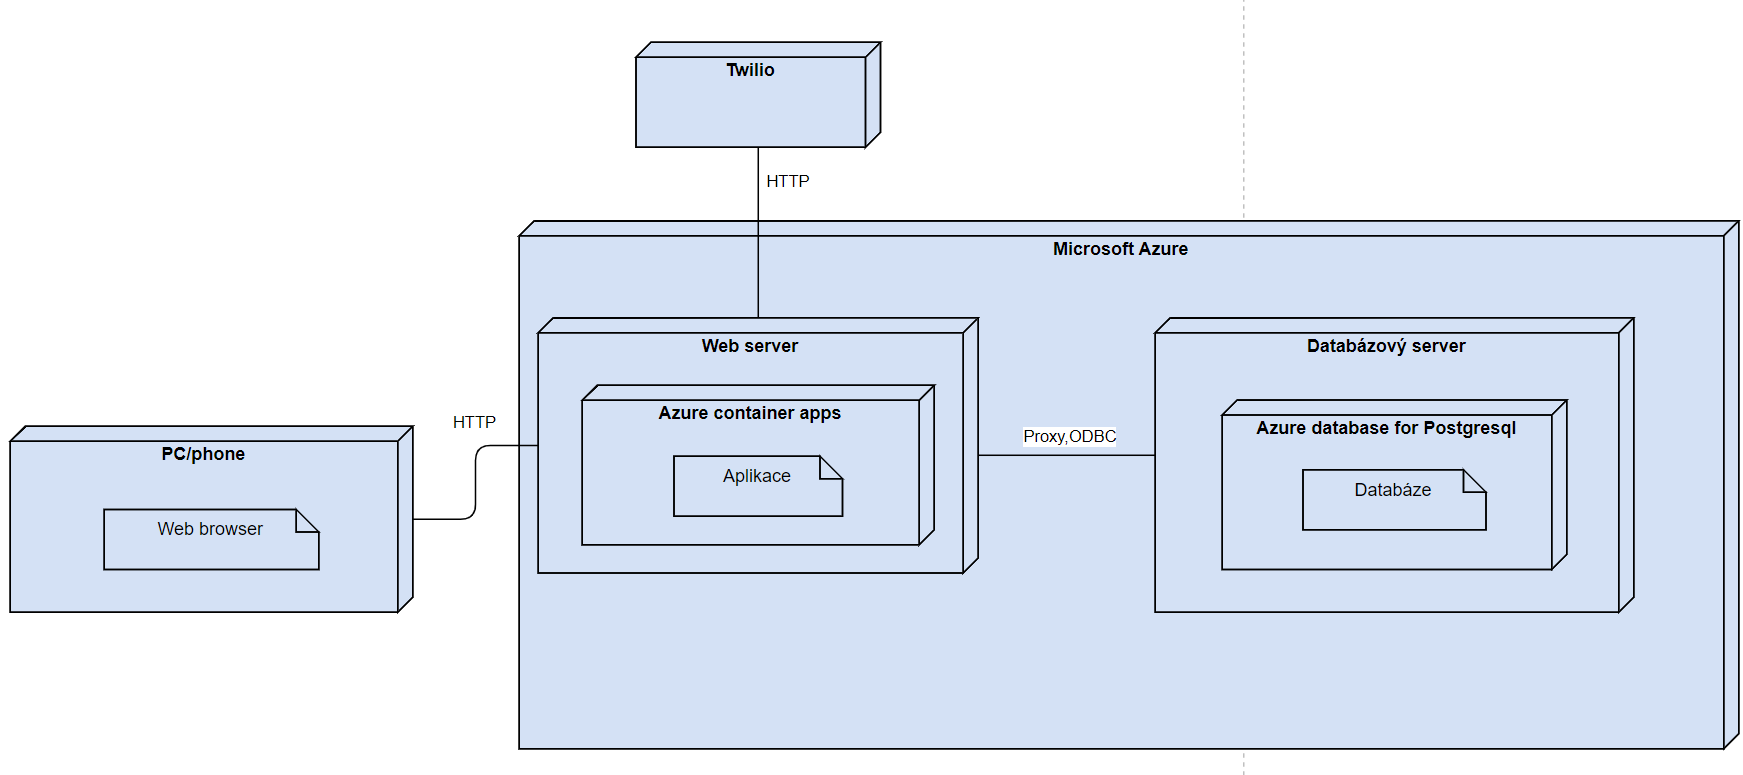 Twilio
HTTP
Microsoft Azure
Web server
Databázový server
Azure container apps
Azure database for Postgresql
HTTP
Proxy,ODBC
PC/phone
Aplikace
Databáze
Web browser